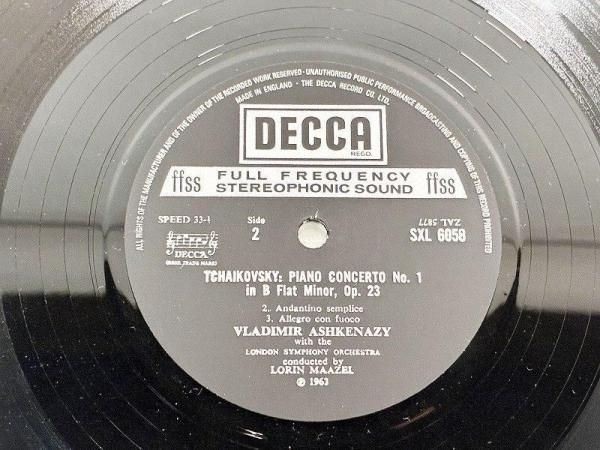 ALL RIGHTS OF THE MANUFACTURER AND OF THE OWNER OF THE RECORDED WORK RESERVED · UNAUTHORISED PUBLIC PERFORMANCE BROADCASTING AND COPYING OF THIS RECORD PROHIBITED
MADE IN ENGLAND · THE DECCA RECORD CO. LTD.
DECCA
REGD.
ffss FULL FREQUENCY STEREOPHONIC SOUND ffss
SPEED 33⅓
Side
2
ZAL 5877
SXL 6058
DECCA
TCHAIKOVSKY: PIANO CONCERTO No. 1
in B Flat Minor, Op. 23
2. Andantino semplice
3. Allegro con fuoco
VLADIMIR ASHKENAZY
with the
LONDON SYMPHONY ORCHESTRA
conducted by
LORIN MAAZEL
℗ 1963